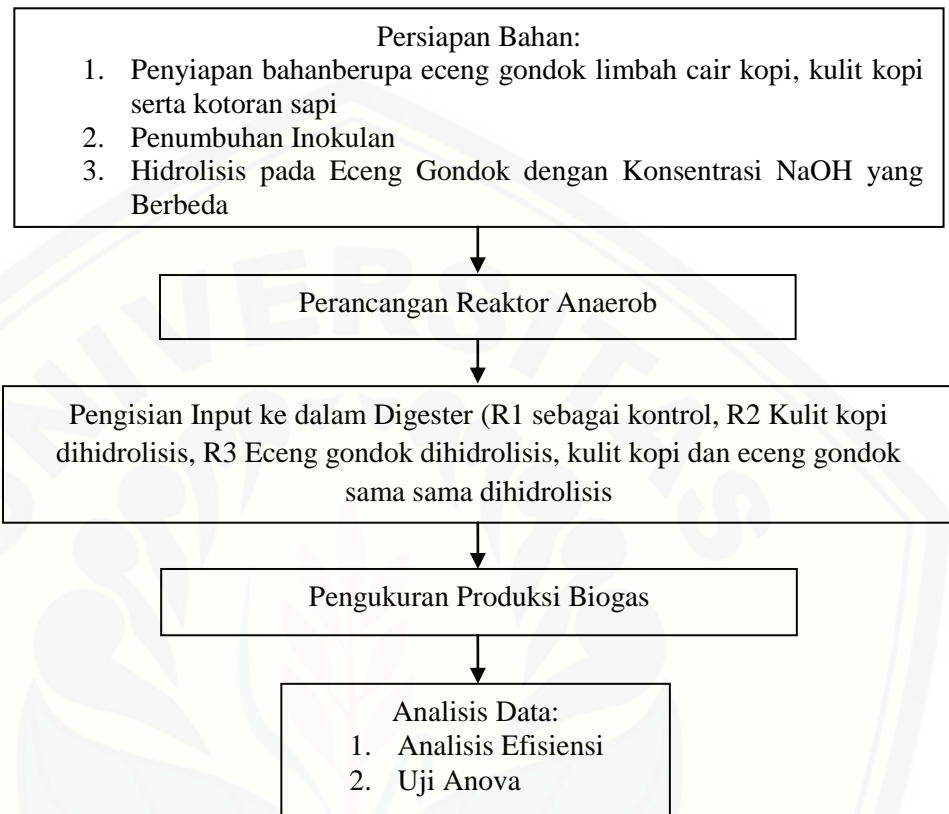 Persiapan Bahan:
1. Penyiapan bahanberupa eceng gondok limbah cair kopi, kulit kopi
serta kotoran sapi
2. Penumbuhan Inokulan
3. Hidrolisis pada Eceng Gondok dengan Konsentrasi NaOH yang
Berbeda
Perancangan Reaktor Anaerob
Pengisian Input ke dalam Digester (R1 sebagai kontrol, R2 Kulit kopi
dihidrolisis, R3 Eceng gondok dihidrolisis, kulit kopi dan eceng gondok
sama sama dihidrolisis
Pengukuran Produksi Biogas
Analisis Data:
1. Analisis Efisiensi
2. Uji Anova
UNIVERSITAS